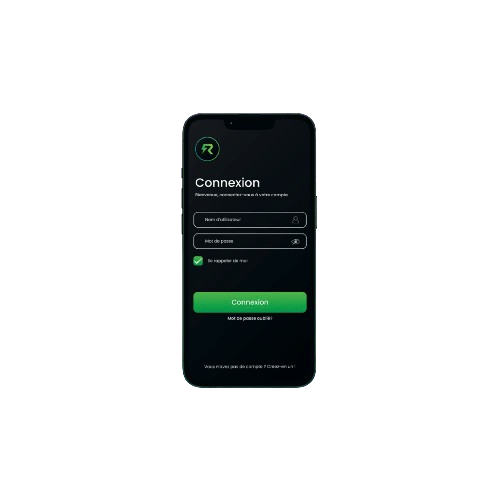 R
Connexion
Bienvenue, connectez-vous à votre compte
Nom d'utilisateur
Mot de passe
Se rappeler de moi
Connexion
Mot de passe oublié?
Vous n'avez pas de compte ? Créez-en un !